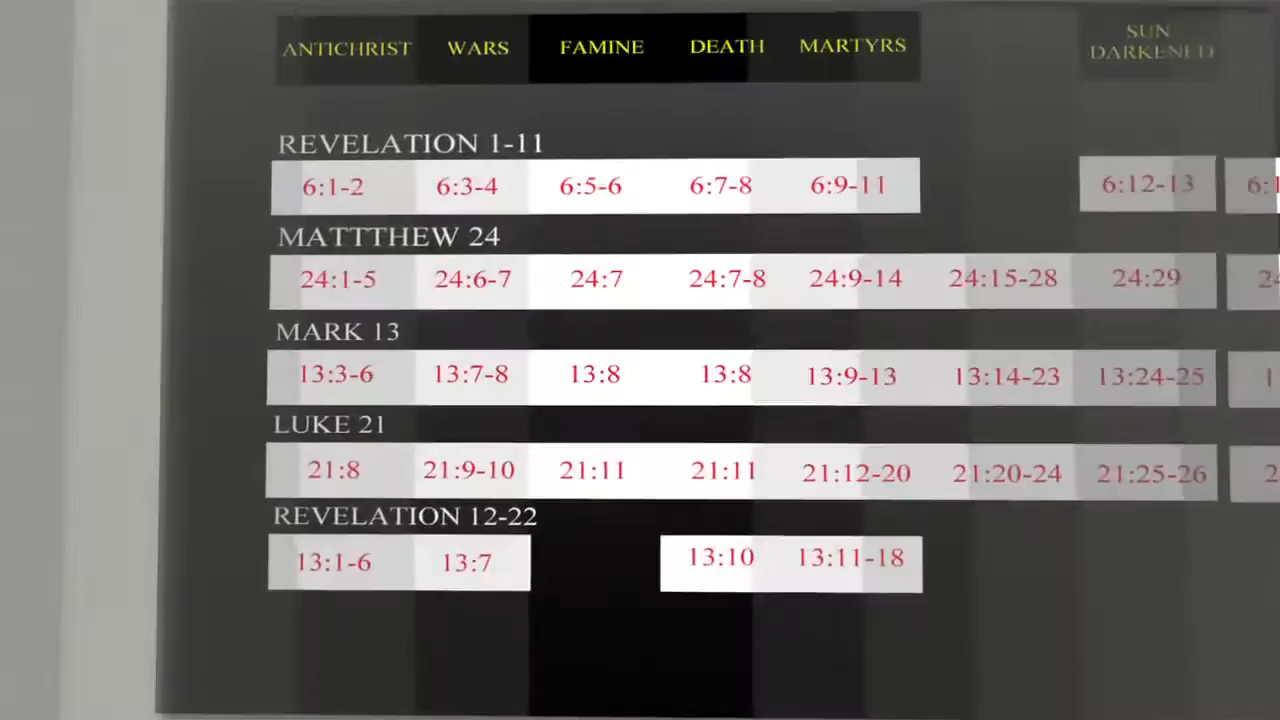 ANTICHRIST WARS FAMINE DEATH MARTYRS SUN DARKENED
REVELATION 1-11
6:1-2 6:3-4 6:5-6 6:7-8 6:9-11 6:12-13
MATTTHEW 24
24:1-5 24:6-7 24:7 24:7-8 24:9-14 24:15-28 24:29
MARK 13
13:3-6 13:7-8 13:8 13:8 13:9-13 13:14-23 13:24-25
LUKE 21
21:8 21:9-10 21:11 21:11 21:12-20 21:20-24 21:25-26
REVELATION 12-22
13:1-6 13:7 13:10 13:11-18